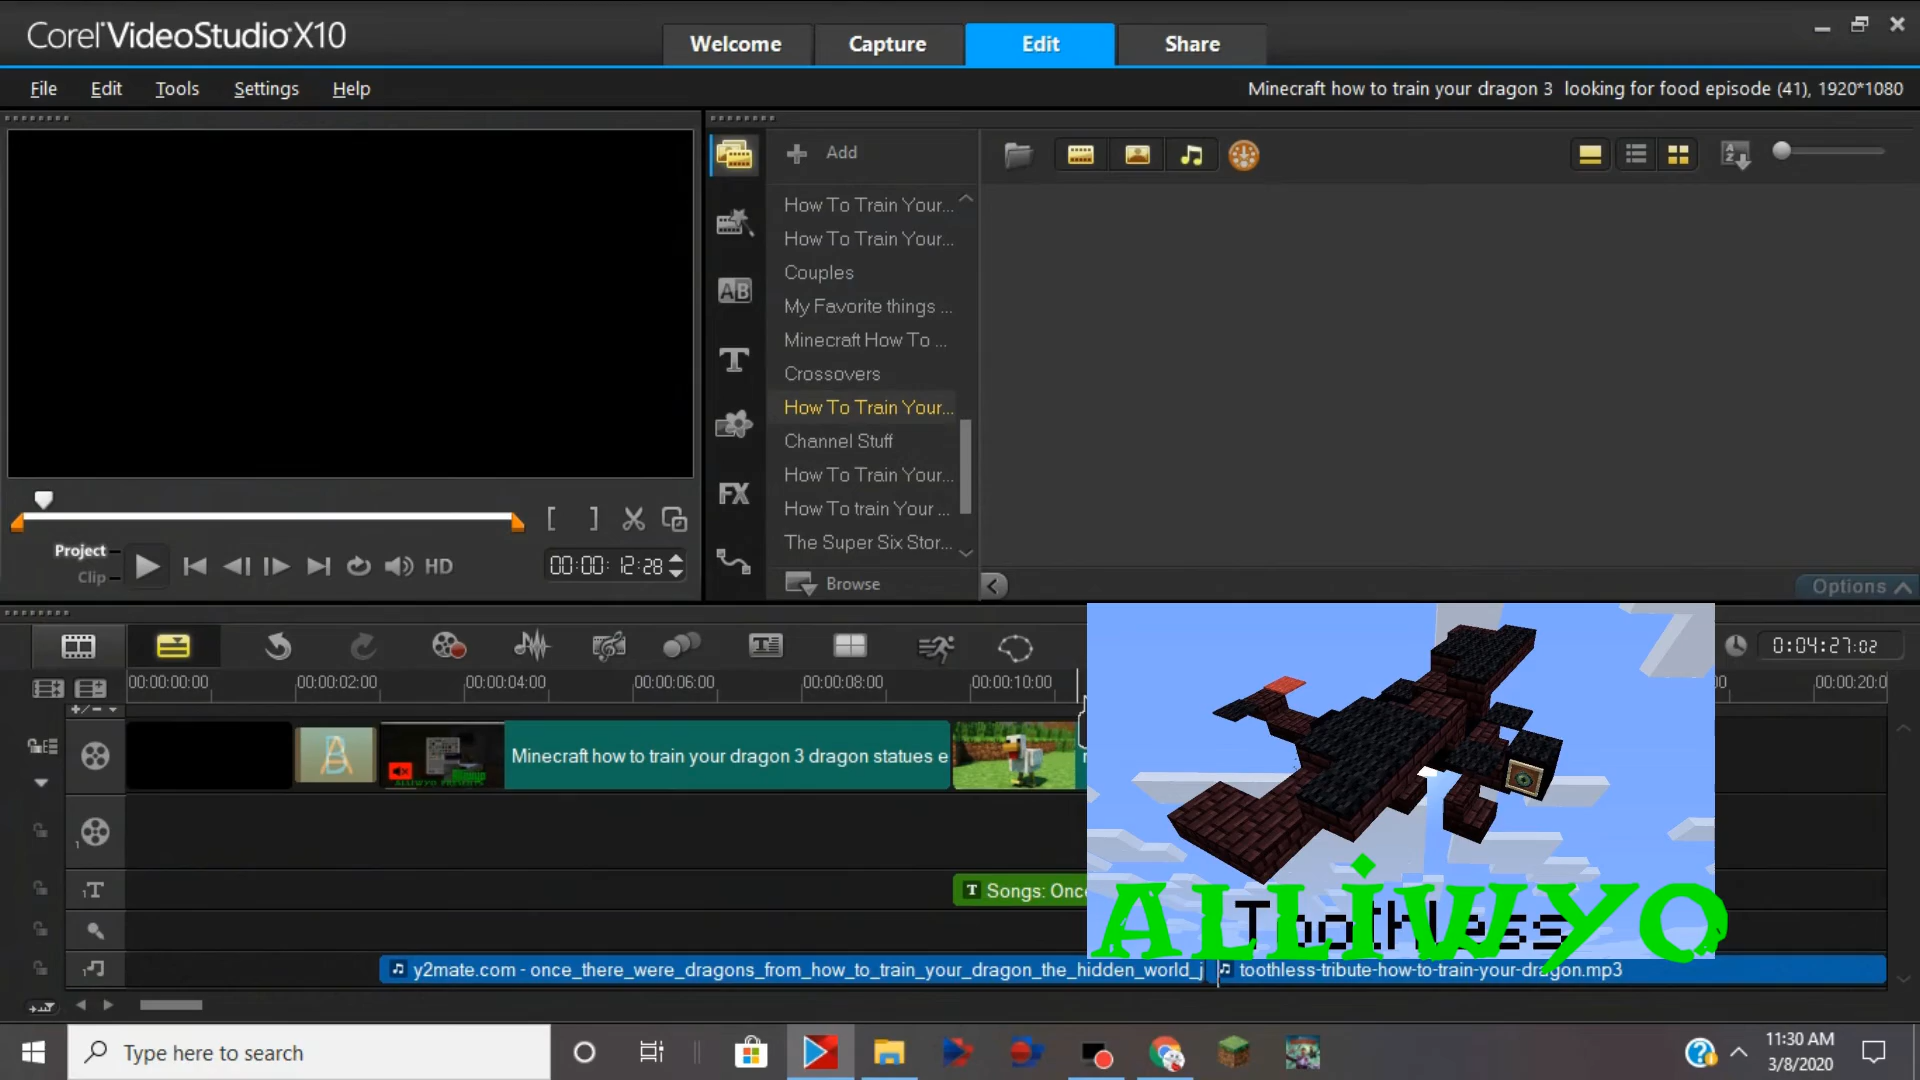 Corel VideoStudio X10
Welcome
Capture
Edit
Share
File
Edit
Tools
Settings
Help
Minecraft how to train your dragon 3  looking for food episode (41), 1920*1080
Add
How To Train Your...
How To Train Your...
Couples
My Favorite things ...
Minecraft How To ...
Crossovers
How To Train Your...
Channel Stuff
How To Train Your...
How To train Your ...
The Super Six Stor...
Browse
Options
AB
T
FX
Project
Clip
HD
00:00:12:28
0:04:27:02
00:00:00:00
00:00:02:00
00:00:04:00
00:00:06:00
00:00:08:00
00:00:10:00
00:00:20:0
Minecraft how to train your dragon 3 dragon statues e
Songs: Once
Toothless
ALLiWYO
y2mate.com - once_there_were_dragons_from_how_to_train_your_dragon_the_hidden_world_j
toothless-tribute-how-to-train-your-dragon.mp3
Type here to search
11:30 AM
3/8/2020